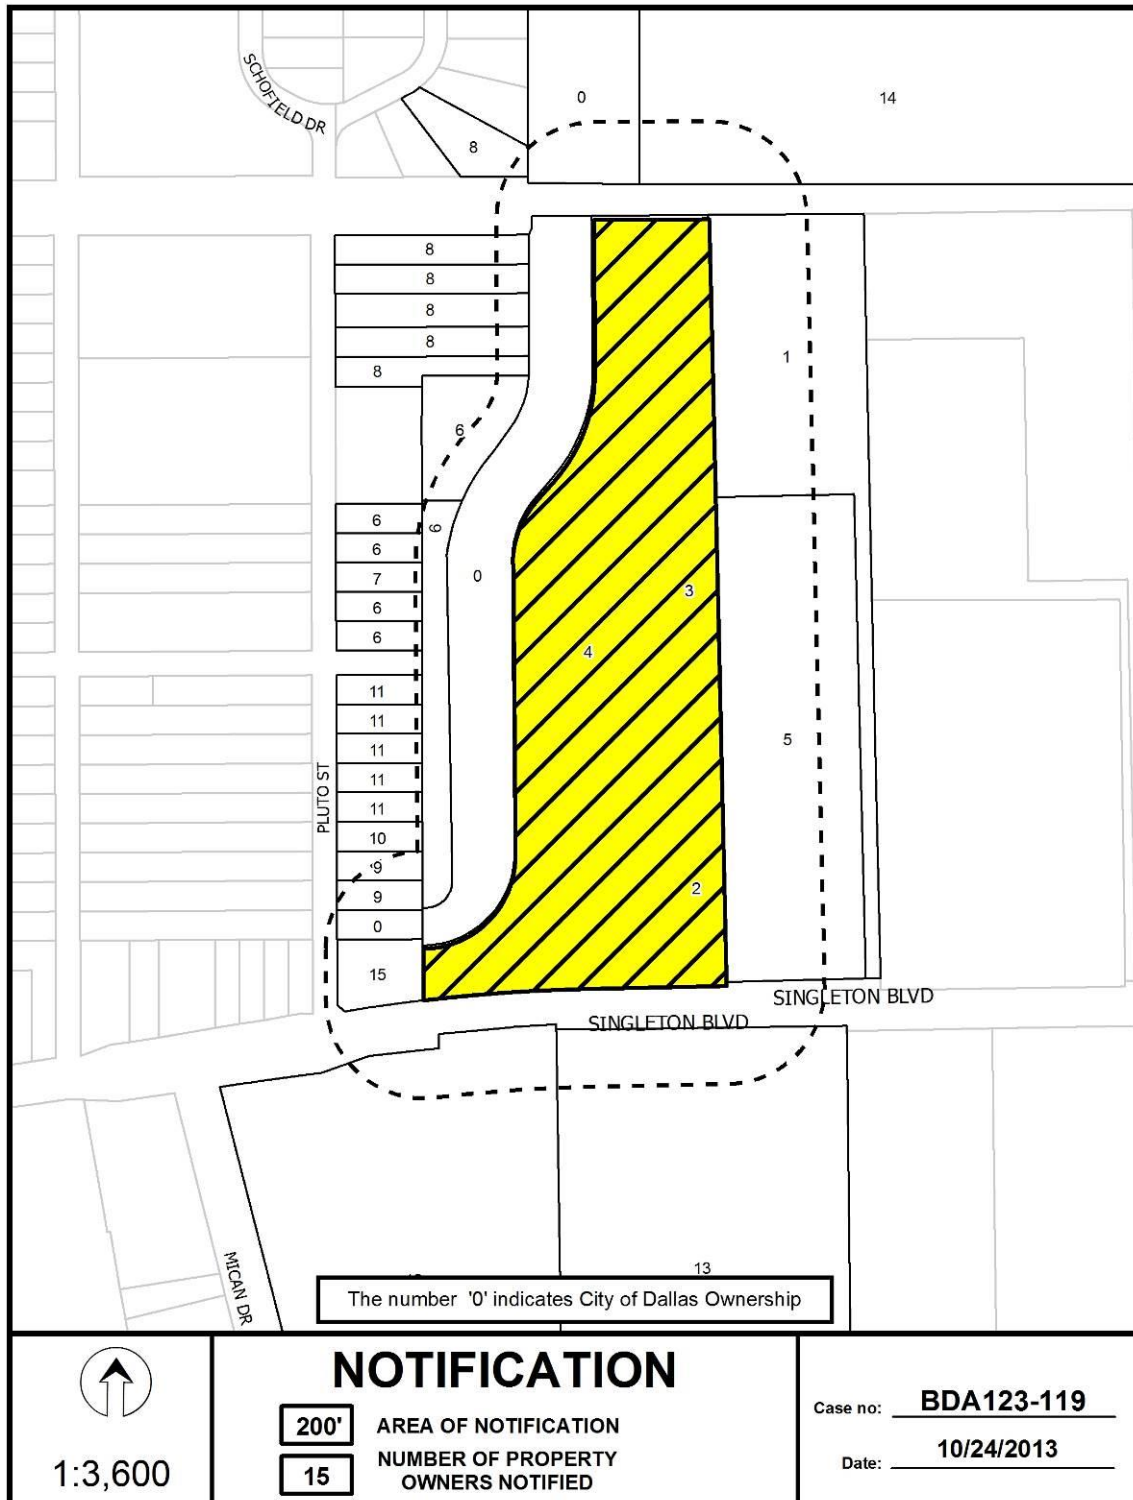 SCHOFIELD DR
0
14
8
8
8
8
8
8
1
6
6
6
6
7
6
6
0
3
4
11
11
11
11
11
10
9
9
0
15
5
2
PLUTO ST
SINGLETON BLVD
SINGLETON BLVD
MICAN DR
13
The number '0' indicates City of Dallas Ownership
NOTIFICATION
200' AREA OF NOTIFICATION
15 NUMBER OF PROPERTY
OWNERS NOTIFIED
1:3,600
Case no: BDA123-119
Date: 10/24/2013